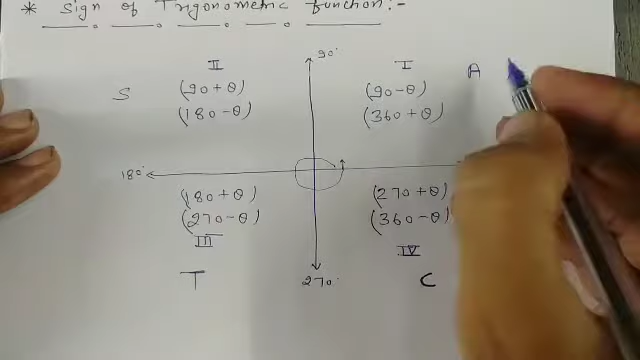 * Sign of Trigonometric function:-
90°
II
I
S
A
(90 + θ)
(90 - θ)
(180 - θ)
(360 + θ)
180°
(180 + θ)
(270 + θ)
(270 - θ)
(360 - θ)
III
IV
T
270°
C